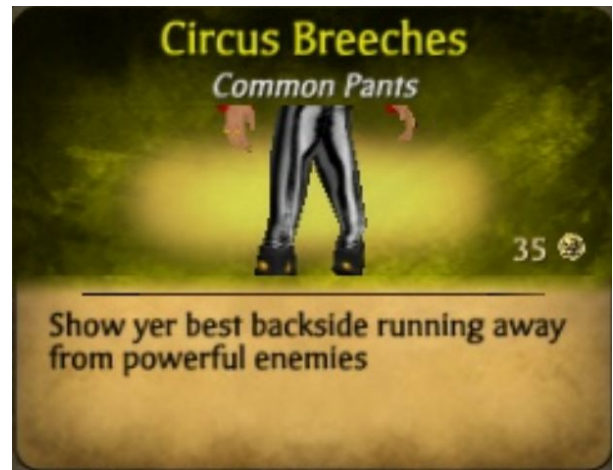 Circus Breeches
Common Pants
35
Show yer best backside running away
from powerful enemies